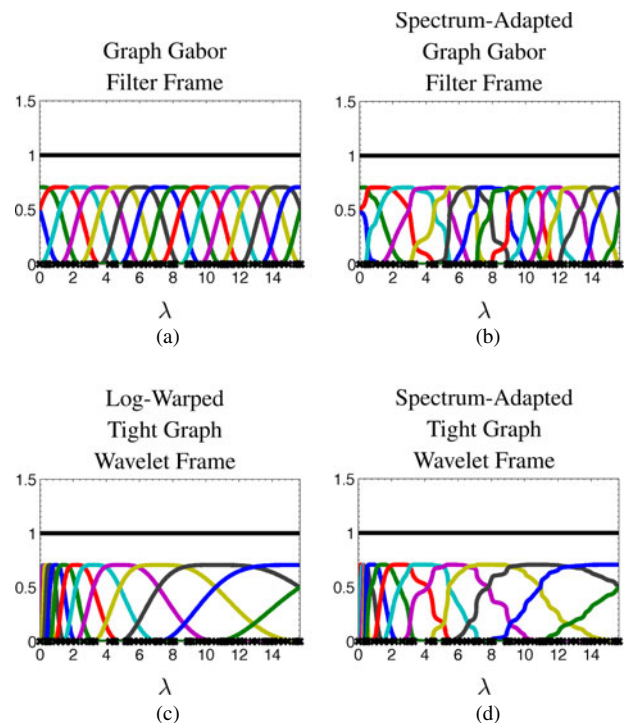 Graph Gabor
Filter Frame
1.5
1
0.5
0
0 2 4 6 8 10 12 14
λ
(a)
Spectrum-Adapted
Graph Gabor
Filter Frame
1.5
1
0.5
0
0 2 4 6 8 10 12 14
λ
(b)
Log-Warped
Tight Graph
Wavelet Frame
1.5
1
0.5
0
0 2 4 6 8 10 12 14
λ
(c)
Spectrum-Adapted
Tight Graph
Wavelet Frame
1.5
1
0.5
0
0 2 4 6 8 10 12 14
λ
(d)